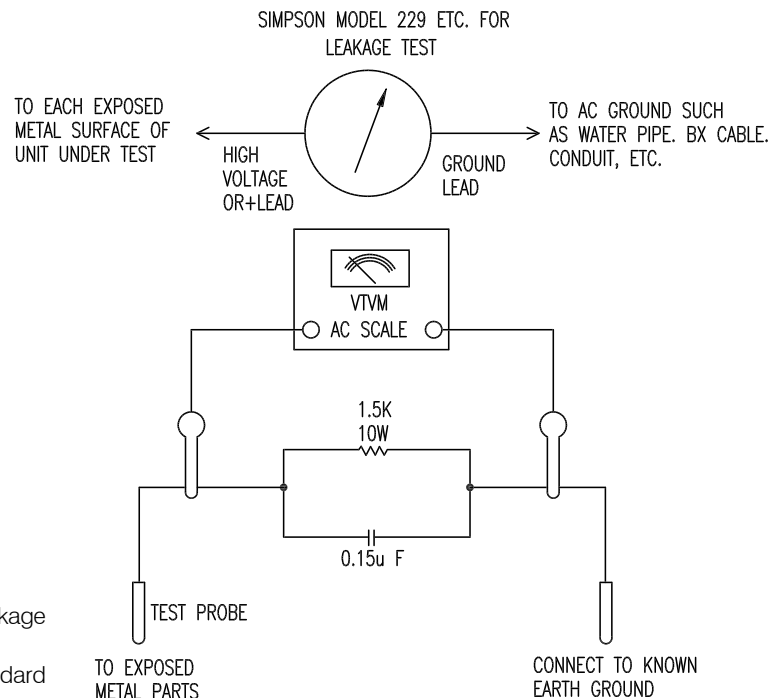 SIMPSON MODEL 229 ETC. FOR
LEAKAGE TEST
TO EACH EXPOSED
METAL SURFACE OF
UNIT UNDER TEST
HIGH
VOLTAGE
OR+LEAD
GROUND
LEAD
TO AC GROUND SUCH
AS WATER PIPE. BX CABLE.
CONDUIT, ETC.
VTVM
AC SCALE
1.5K
10W
0.15u F
kage
TEST PROBE
dard
TO EXPOSED
METAL PARTS
CONNECT TO KNOWN
EARTH GROUND